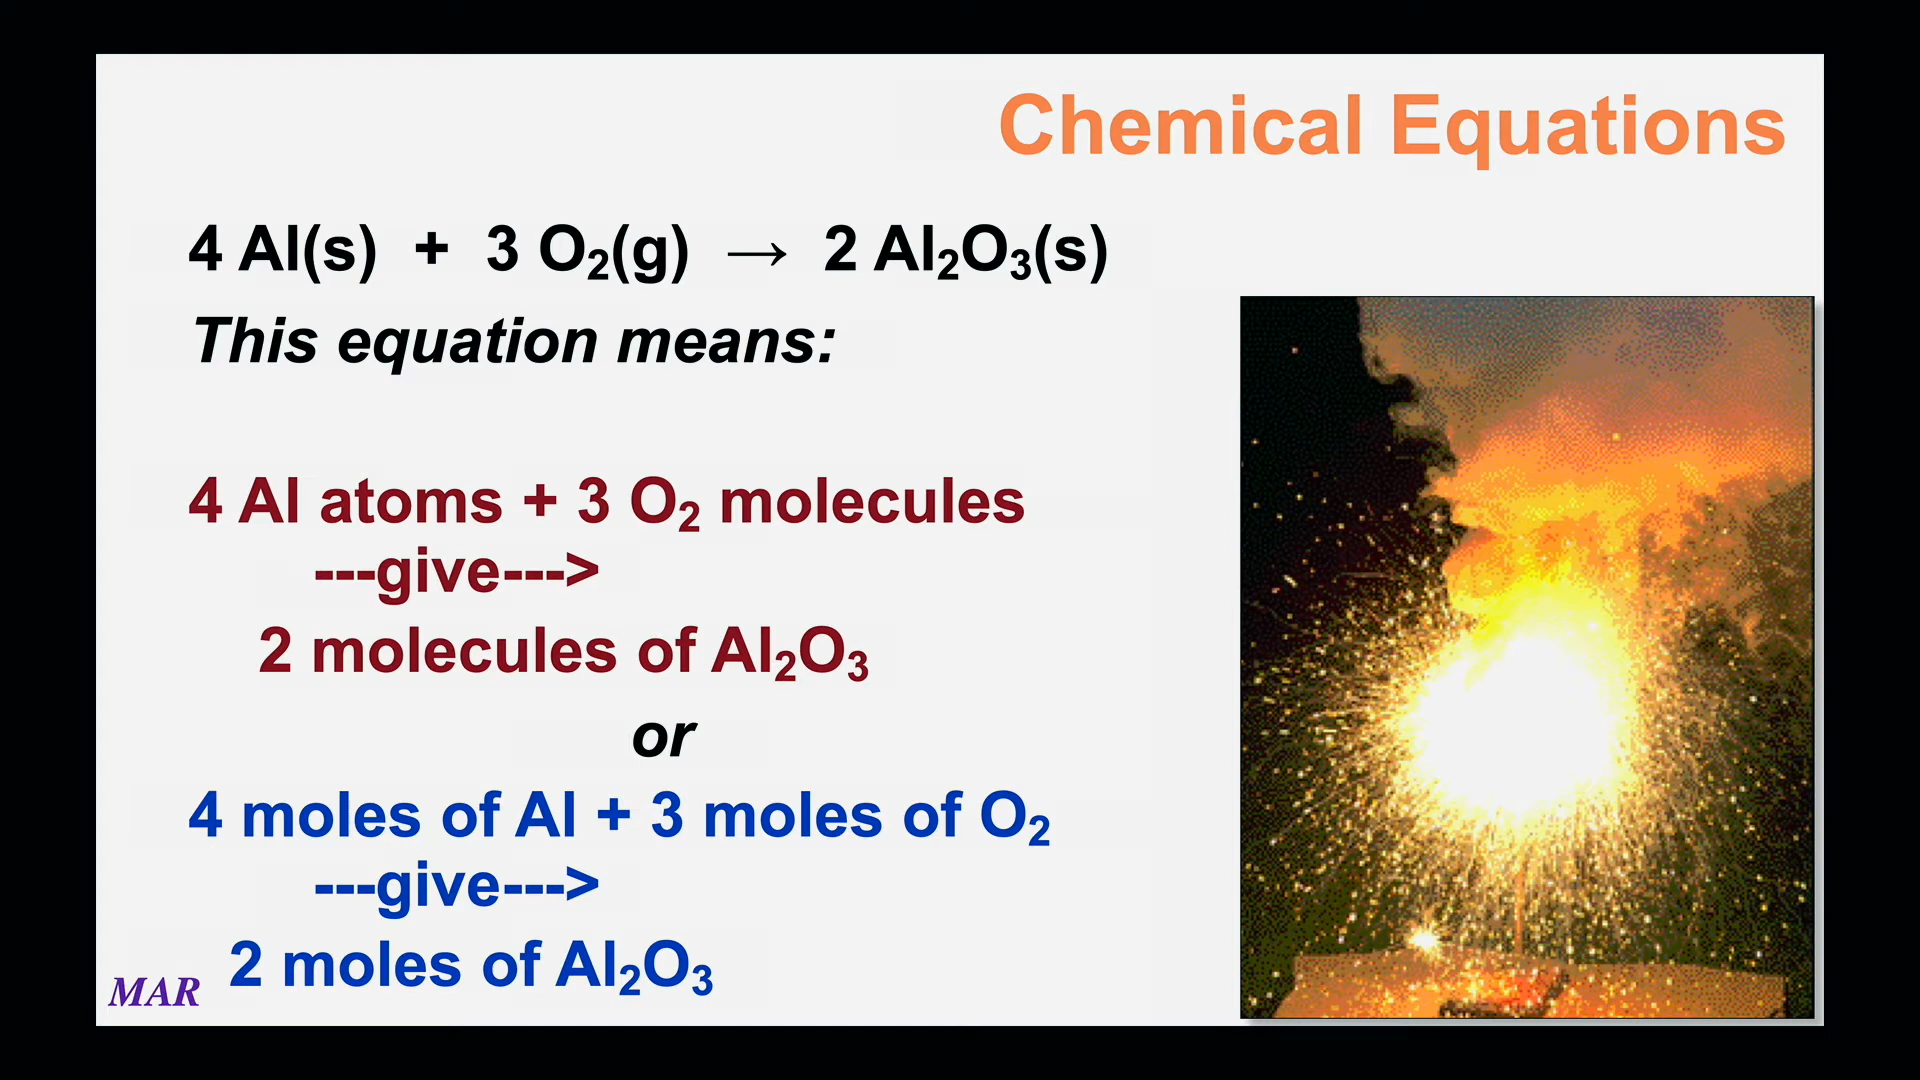 Chemical Equations
4 Al(s) + 3 O₂(g) → 2 Al₂O₃(s)
This equation means:
4 Al atoms + 3 O₂ molecules
---give--->
2 molecules of Al₂O₃
or
4 moles of Al + 3 moles of O₂
---give--->
2 moles of Al₂O₃
MAR